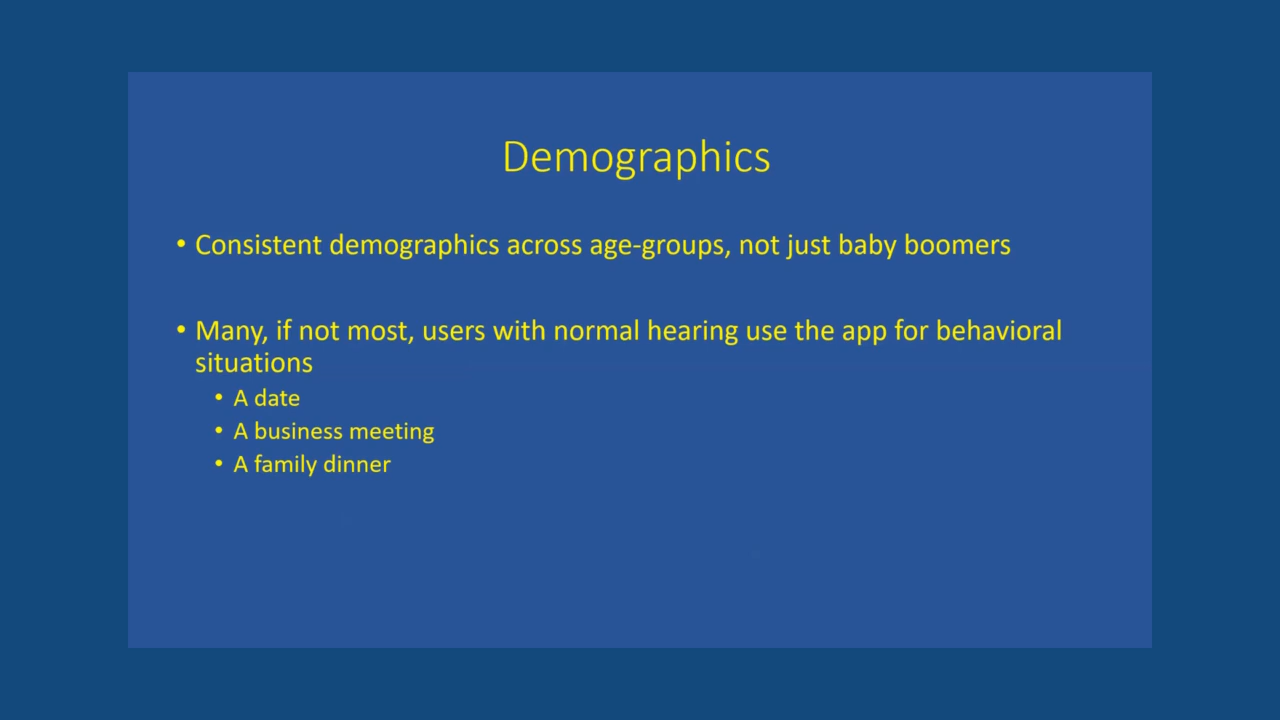 Demographics
• Consistent demographics across age-groups, not just baby boomers
• Many, if not most, users with normal hearing use the app for behavioral
situations
• A date
• A business meeting
• A family dinner